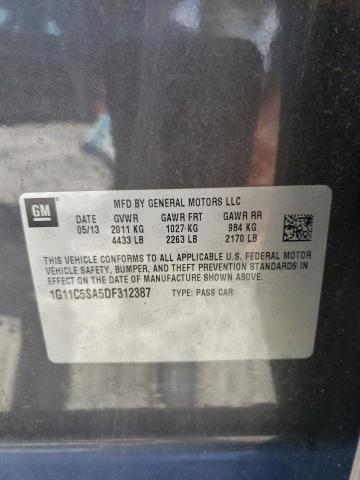 GM
MFD BY GENERAL MOTORS LLC
05/13 GVWR GAWR FRT GAWR RR
2011 KG 1027 KG 984 KG
4433 LB 2263 LB 2170 LB
THIS VEHICLE CONFORMS TO ALL APPLICABLE U.S. FEDERAL MOTOR
VEHICLE SAFETY, BUMPER, AND THEFT PREVENTION STANDARDS IN
EFFECT ON THE DATE OF MANUFACTURE SHOWN ABOVE.
1G11C5SA5DF312387 TYPE: PASS CAR